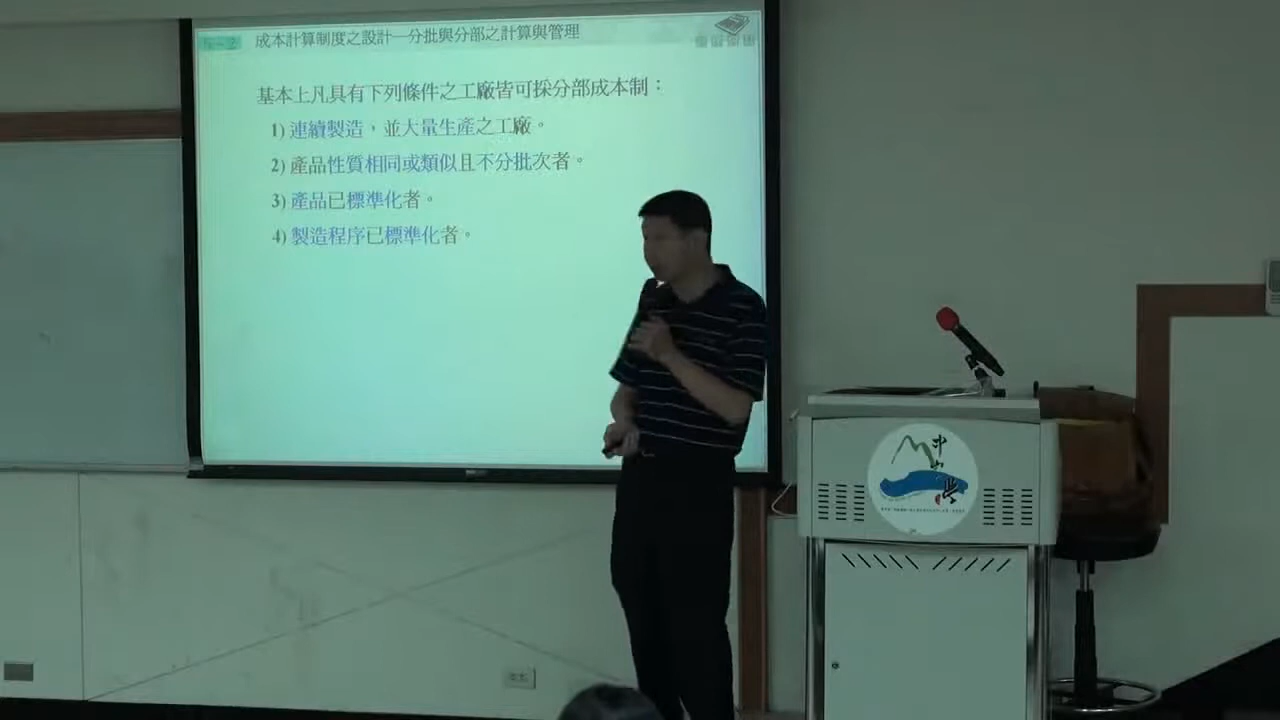 成本計算制度之設計—分批與分部之計算與管理
基本上凡具有下列條件之工廠皆可採分部成本制：
1) 連續製造，並大量生產之工廠。
2) 產品性質相同或類似且不分批次者。
3) 產品已標準化者。
4) 製造程序已標準化者。